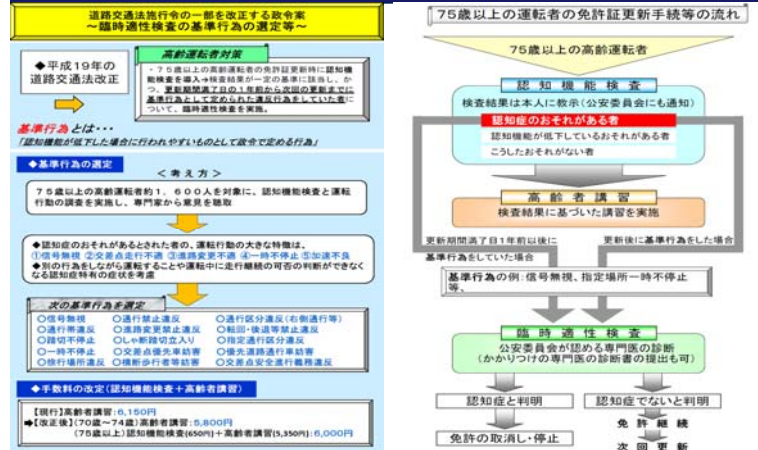 道路交通法施行令の一部を改正する政令案
～臨時適性検査の基準行為の選定等～
◆平成19年の
道路交通法改正
高齢運転者対策
・75歳以上の高齢運転者の免許証更新時に認知機
能検査を導入→検査結果が一定の基準に該当し、か
つ、更新期間満了日の1年前から次回の更新までに
基準行為として定められた違反行為をしていた者に
ついて、臨時適性検査を実施。
基準行為とは・・・
「認知機能が低下した場合に行われやすいものとして政令で定める行為」
◆基準行為の選定
＜考え方＞
75歳以上の高齢運転者約1,600人を対象に、認知機能検査と運転
行動の調査を実施し、専門家から意見を聴取
◆認知症のおそれがあるとされた者の、運転行動の大きな特徴は、
①信号無視 ②交差点走行不適 ③進路変更不適 ④一時不停止 ⑤加速不良
◆別の行為をしながら運転することや運転中に走行継続の可否の判断ができなく
なる認知症特有の症状を考慮
次の基準行為を選定
○信号無視 ○通行禁止違反 ○通行区分違反(右側通行等)
○通行帯違反 ○進路変更禁止違反 ○転回・後退等禁止違反
○踏切不停止 ○しゃ断踏切立入り ○指定通行区分違反
○一時不停止 ○交差点優先車妨害 ○優先道路通行車妨害
○徐行場所違反 ○横断歩行者等妨害 ○交差点安全進行義務違反
◆手数料の改定(認知機能検査＋高齢者講習)
【現行】高齢者講習：6,150円
➡【改正後】(70歳～74歳)高齢者講習：5,800円
(75歳以上)認知機能検査(650円)＋高齢者講習(5,350円)：6,000円
75歳以上の運転者の免許証更新手続等の流れ
75歳以上の高齢運転者
認知機能検査
検査結果は本人に教示(公安委員会にも通知)
認知症のおそれがある者
認知機能が低下しているおそれがある者
こうしたおそれがない者
高齢者講習
検査結果に基づいた講習を実施
更新期間満了日1年前以後に
基準行為をしていた場合
更新後に基準行為をした場合
基準行為の例：信号無視、指定場所一時不停止
等、
臨時適性検査
公安委員会が認める専門医の診断
(かかりつけの専門医の診断書の提出も可)
認知症と判明
認知症でないと判明
免許の取消し・停止
免許継続
次回更新